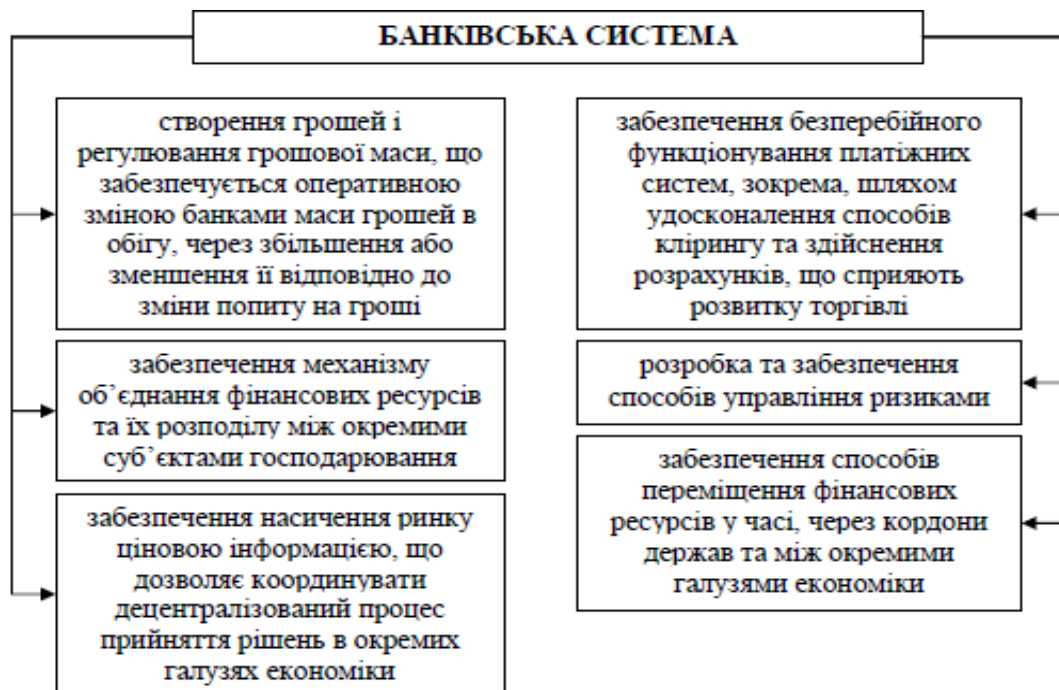 БАНКІВСЬКА СИСТЕМА
створення грошей і
регулювання грошової маси, що
забезпечується оперативною
зміною банками маси грошей в
обігу, через збільшення або
зменшення її відповідно до
зміни попиту на гроші
забезпечення механізму
об’єднання фінансових ресурсів
та їх розподілу між окремими
суб’єктами господарювання
забезпечення насичення ринку
ціновою інформацією, що
дозволяє координувати
децентралізований процес
прийняття рішень в окремих
галузях економіки
забезпечення безперебійного
функціонування платіжних
систем, зокрема, шляхом
удосконалення способів
клірингу та здійснення
розрахунків, що сприяють
розвитку торгівлі
розробка та забезпечення
способів управління ризиками
забезпечення способів
переміщення фінансових
ресурсів у часі, через кордони
держав та між окремими
галузями економіки